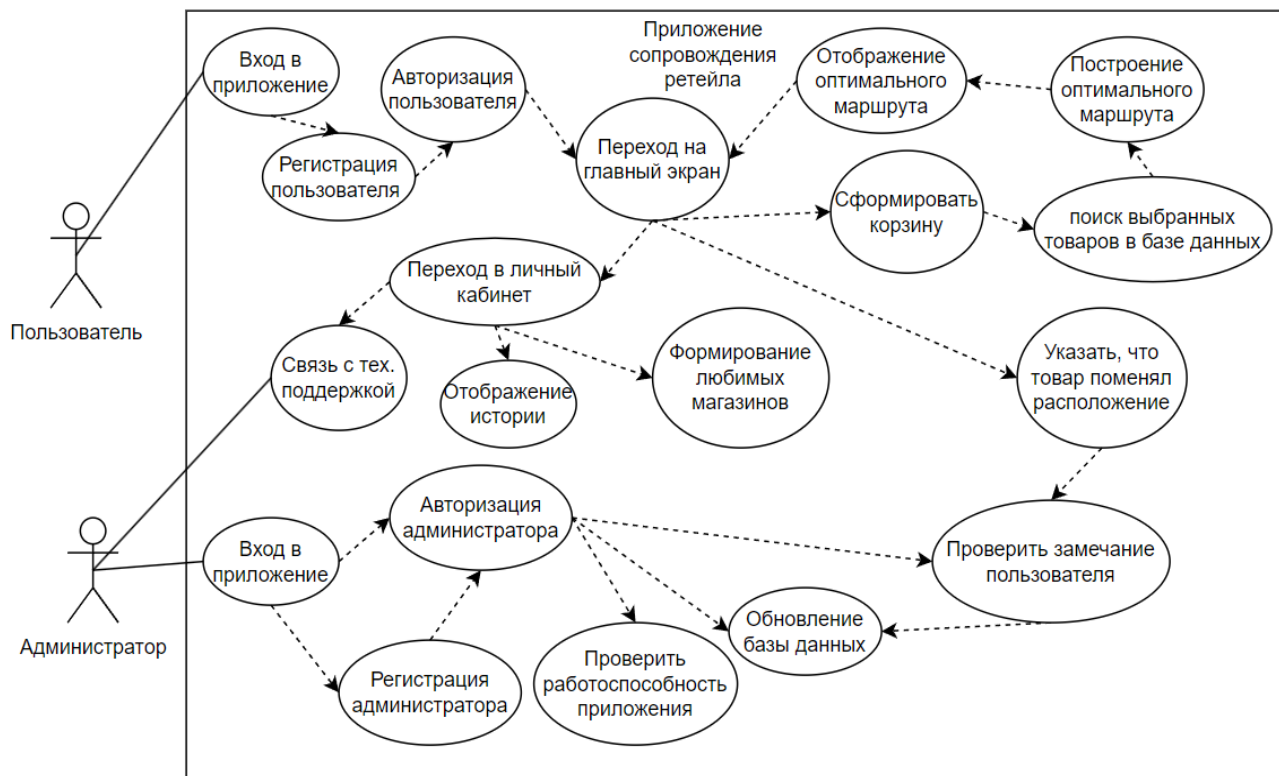 Приложение
сопровождения
ретейла
Вход в
приложение
Авторизация
пользователя
Отображение
оптимального
маршрута
Построение
оптимального
маршрута
Регистрация
пользователя
Переход на
главный экран
Сформировать
корзину
поиск выбранных
товаров в базе данных
Пользователь
Переход в личный
кабинет
Связь с тех.
поддержкой
Отображение
истории
Формирование
любимых
магазинов
Указать, что
товар поменял
расположение
Авторизация
администратора
Вход в
приложение
Проверить замечание
пользователя
Администратор
Регистрация
администратора
Проверить
работоспособность
приложения
Обновление
базы данных